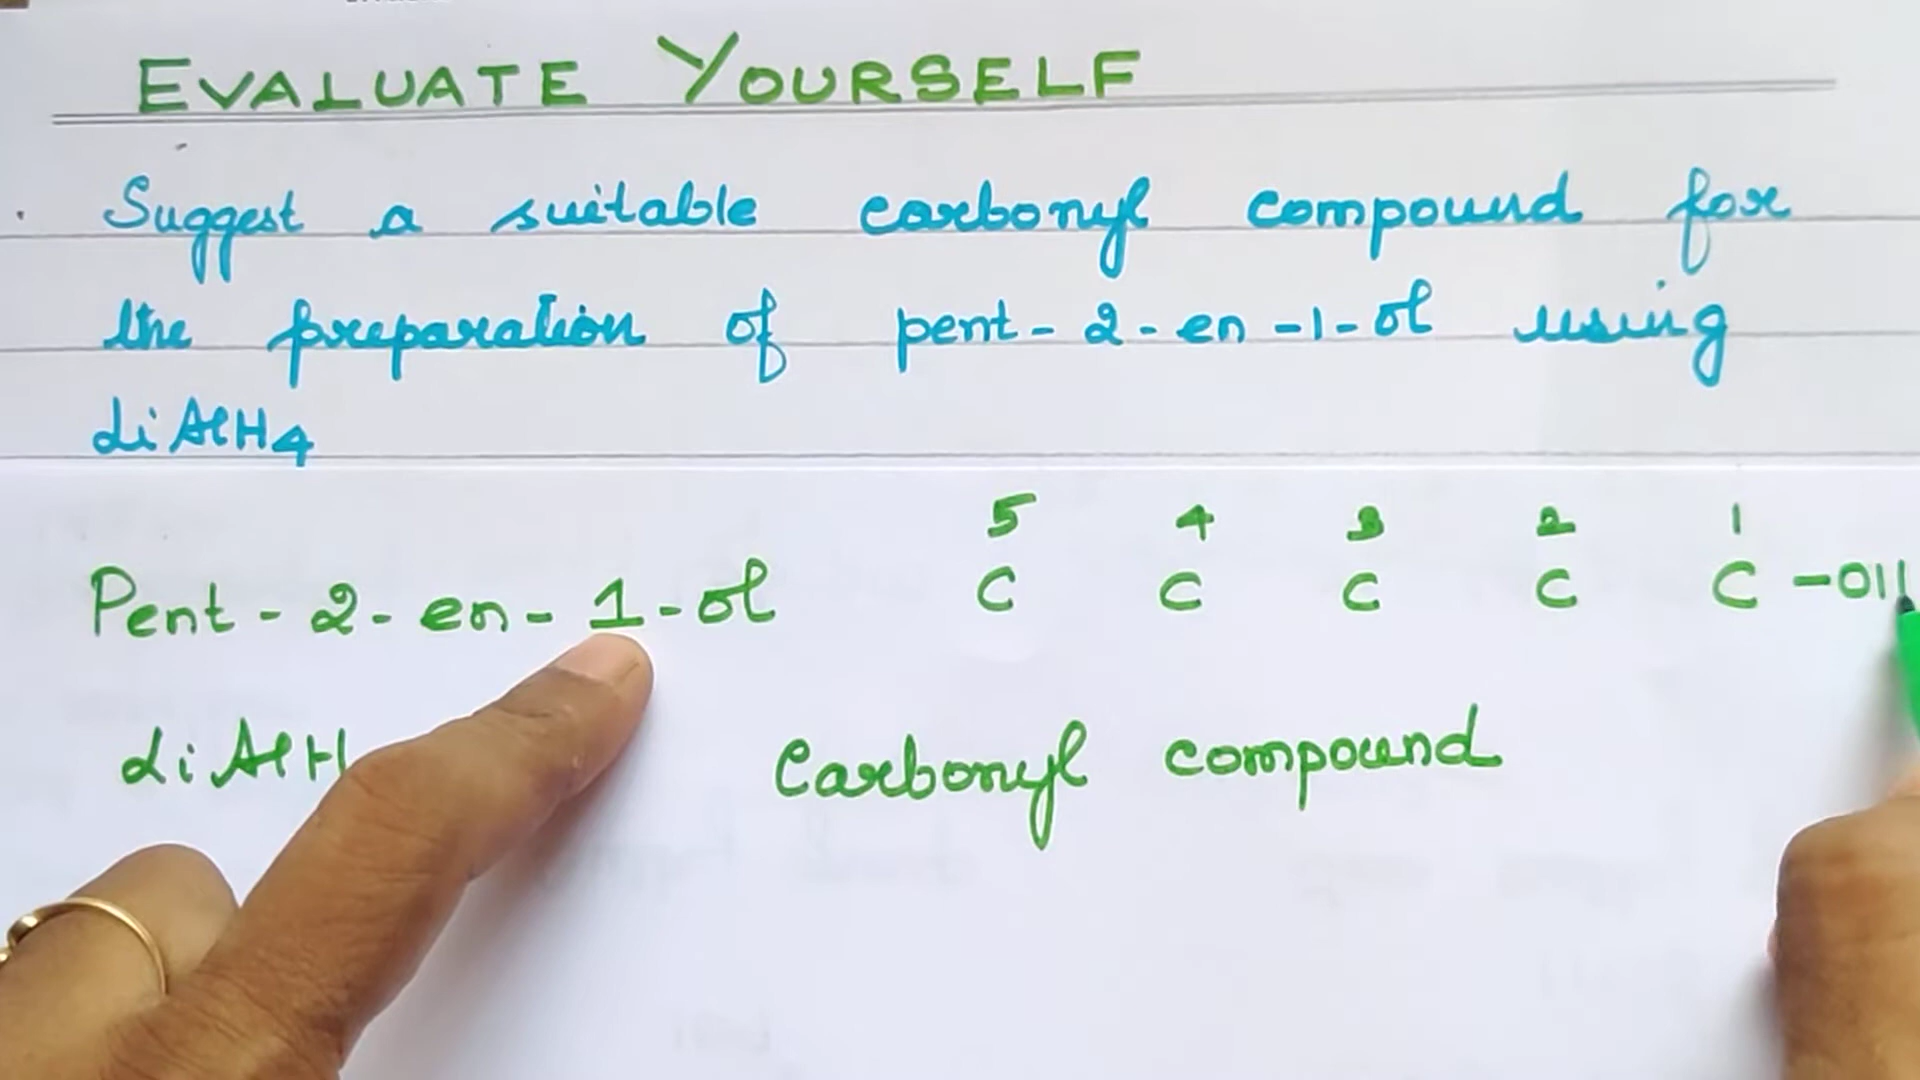 EVALUATE YOURSELF
Suggest a suitable carbonyl compound for
the preparation of pent-2-en-1-ol using
LiAlH4
5 4 3 2 1
Pent-2-en-1-ol C C C C C -OH
LiAlH Carbonyl compound